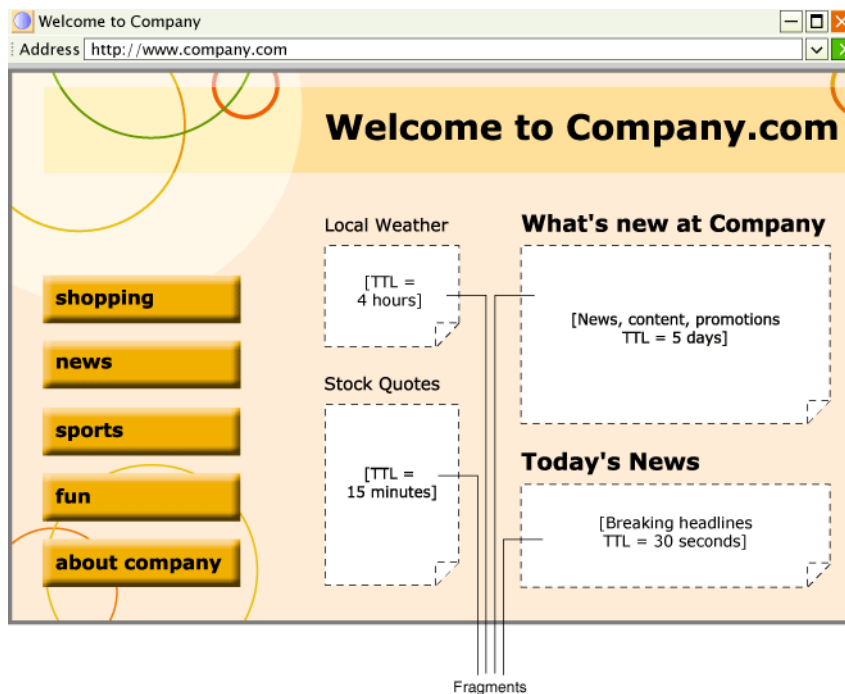 Welcome to Company
Address http://www.company.com
Welcome to Company.com
shopping
news
sports
fun
about company
Local Weather
[TTL =
4 hours]
Stock Quotes
[TTL =
15 minutes]
What's new at Company
[News, content, promotions
TTL = 5 days]
Today's News
[Breaking headlines
TTL = 30 seconds]
Fragments